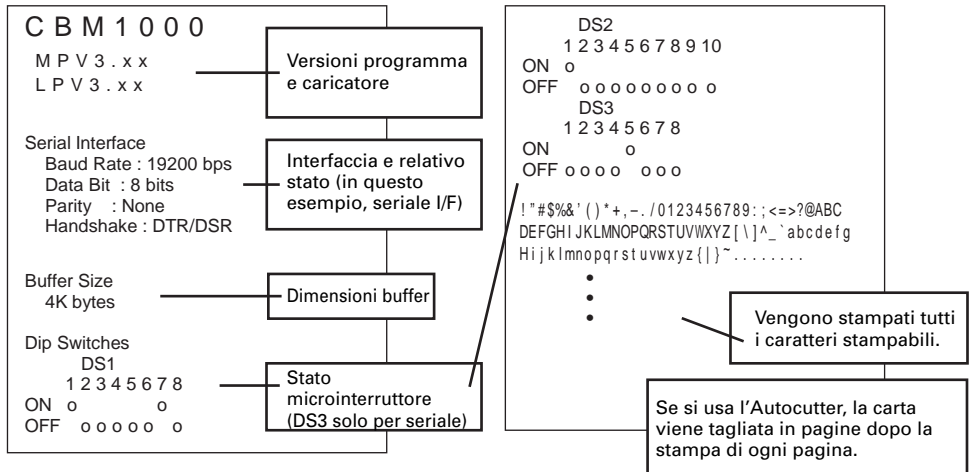 CBM1000
MPV3.xx
LPV3.xx
Versioni programma
e caricatore
Serial Interface
Baud Rate : 19200 bps
Data Bit : 8 bits
Parity : None
Handshake : DTR/DSR
Interfaccia e relativo
stato (in questo
esempio, seriale I/F)
Buffer Size
4K bytes
Dimensioni buffer
Dip Switches
DS1
1 2 3 4 5 6 7 8
ON o o
OFF o o o o o o
Stato
microinterruttore
(DS3 solo per seriale)
DS2
1 2 3 4 5 6 7 8 9 10
ON o
OFF o o o o o o o o o
DS3
1 2 3 4 5 6 7 8
ON o
OFF o o o o o o o
!"#$%&'()*+,-./0123456789:;<=>?@ABC
DEFGHIJKLMNOPQRSTUVWXYZ[\]^_`abcdefg
Hijklmnopqrstuvwxyz{|}~........
Vengono stampati tutti
i caratteri stampabili.
Se si usa l'Autocutter, la carta
viene tagliata in pagine dopo la
stampa di ogni pagina.